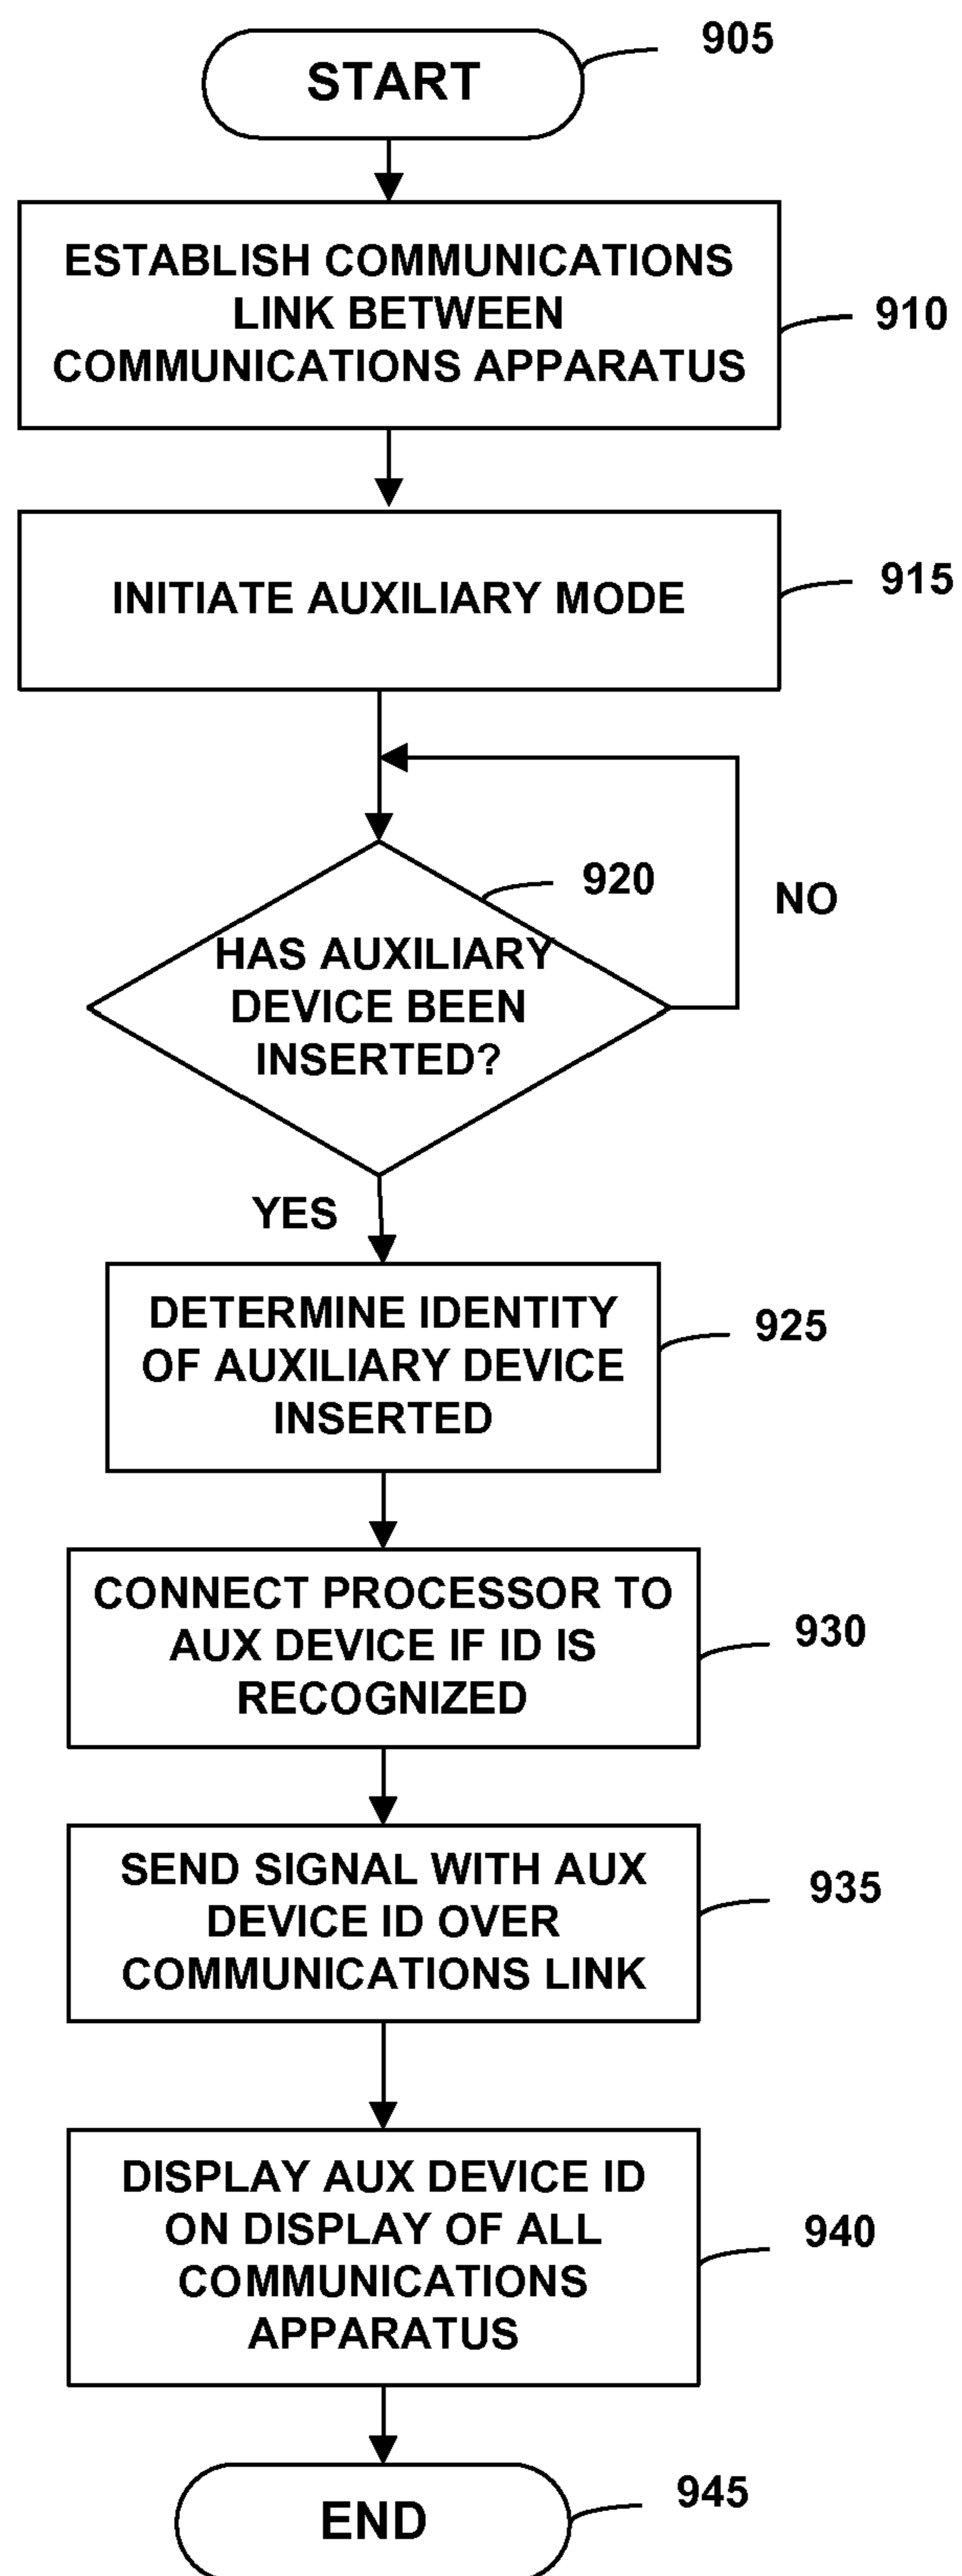 START
905
ESTABLISH COMMUNICATIONS
LINK BETWEEN
COMMUNICATIONS APPARATUS
910
INITIATE AUXILIARY MODE
915
920
NO
HAS AUXILIARY
DEVICE BEEN
INSERTED?
YES
DETERMINE IDENTITY
OF AUXILIARY DEVICE
INSERTED
925
CONNECT PROCESSOR TO
AUX DEVICE IF ID IS
RECOGNIZED
930
SEND SIGNAL WITH AUX
DEVICE ID OVER
COMMUNICATIONS LINK
935
DISPLAY AUX DEVICE ID
ON DISPLAY OF ALL
COMMUNICATIONS
APPARATUS
940
END
945